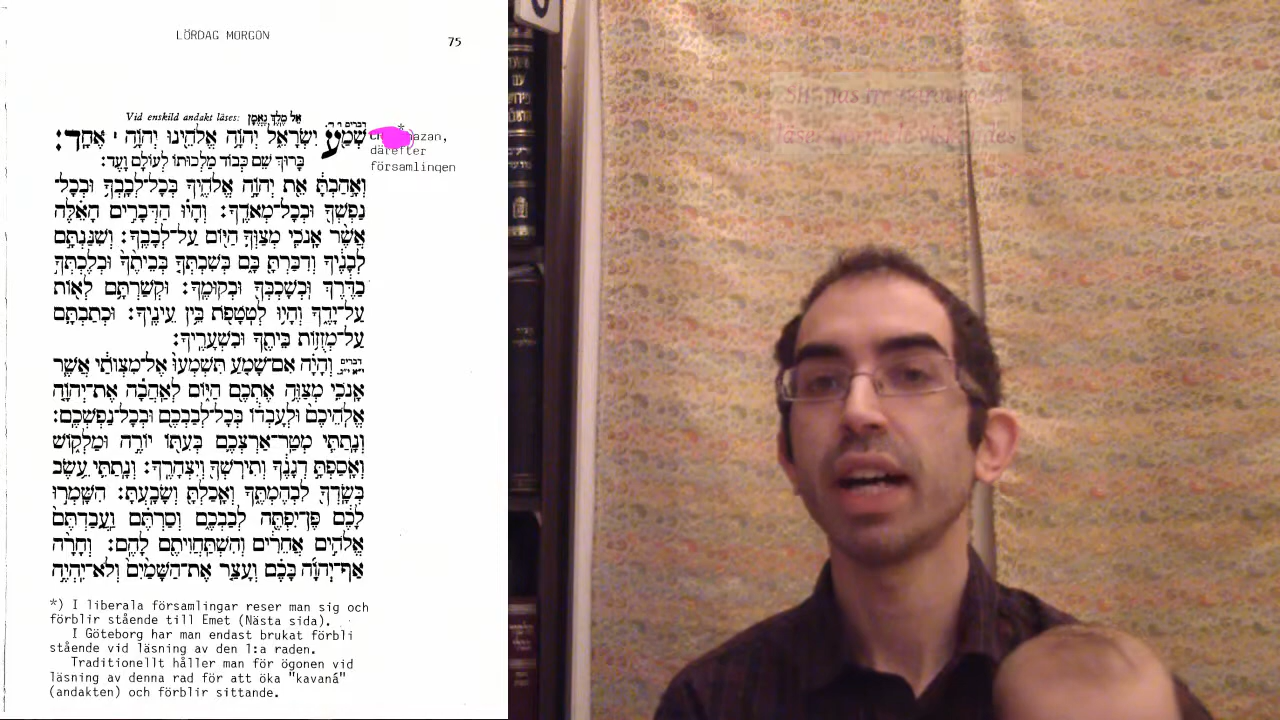 LÖRDAG MORGON
75
Vid enskild andakt läses: אֵל מֶלֶךְ נֶאֱמָן
שְׁמַע יִשְׂרָאֵל יְהוָֹה אֱלֹהֵינוּ יְהוָֹה ׀ אֶחָד׃
azan,
därefter
församlingen
בָּרוּךְ שֵׁם כְּבוֹד מַלְכוּתוֹ לְעוֹלָם וָעֶד׃
וְאָהַבְתָּ אֵת יְהוָֹה אֱלֹהֶיךָ בְּכָל־לְבָבְךָ וּבְכָל־
נַפְשְׁךָ וּבְכָל־מְאֹדֶךָ׃ וְהָיוּ הַדְּבָרִים הָאֵלֶּה
אֲשֶׁר אָנֹכִי מְצַוְּךָ הַיּוֹם עַל־לְבָבֶךָ׃ וְשִׁנַּנְתָּם
לְבָנֶיךָ וְדִבַּרְתָּ בָּם בְּשִׁבְתְּךָ בְּבֵיתֶךָ וּבְלֶכְתְּךָ
בַדֶּרֶךְ וּבְשָׁכְבְּךָ וּבְקוּמֶךָ׃ וּקְשַׁרְתָּם לְאוֹת
עַל־יָדֶךָ וְהָיוּ לְטֹטָפֹת בֵּין עֵינֶיךָ׃ וּכְתַבְתָּם
עַל־מְזֻזוֹת בֵּיתֶךָ וּבִשְׁעָרֶיךָ׃
וְהָיָה אִם־שָׁמֹעַ תִּשְׁמְעוּ אֶל־מִצְוֹתַי אֲשֶׁר
אָנֹכִי מְצַוֶּה אֶתְכֶם הַיּוֹם לְאַהֲבָה אֶת־יְהוָֹה
אֱלֹהֵיכֶם וּלְעָבְדוֹ בְּכָל־לְבַבְכֶם וּבְכָל־נַפְשְׁכֶם׃
וְנָתַתִּי מְטַר־אַרְצְכֶם בְּעִתּוֹ יוֹרֶה וּמַלְקוֹשׁ
וְאָסַפְתָּ דְגָנֶךָ וְתִירֹשְׁךָ וְיִצְהָרֶךָ׃ וְנָתַתִּי עֵשֶׂב
בְּשָׂדְךָ לִבְהֶמְתֶּךָ וְאָכַלְתָּ וְשָׂבָעְתָּ׃ הִשָּׁמְרוּ
לָכֶם פֶּן־יִפְתֶּה לְבַבְכֶם וְסַרְתֶּם וַעֲבַדְתֶּם
אֱלֹהִים אֲחֵרִים וְהִשְׁתַּחֲוִיתֶם לָהֶם׃ וְחָרָה
אַף־יְהוָֹה בָּכֶם וְעָצַר אֶת־הַשָּׁמַיִם וְלֹא־יִהְיֶה
*) I liberala församlingar reser man sig och
förblir stående till Emet (Nästa sida).
I Göteborg har man endast brukat förbli
stående vid läsning av den 1:a raden.
Traditionellt håller man för ögonen vid
läsning av denna rad för att öka "kavaná"
(andakten) och förblir sittande.